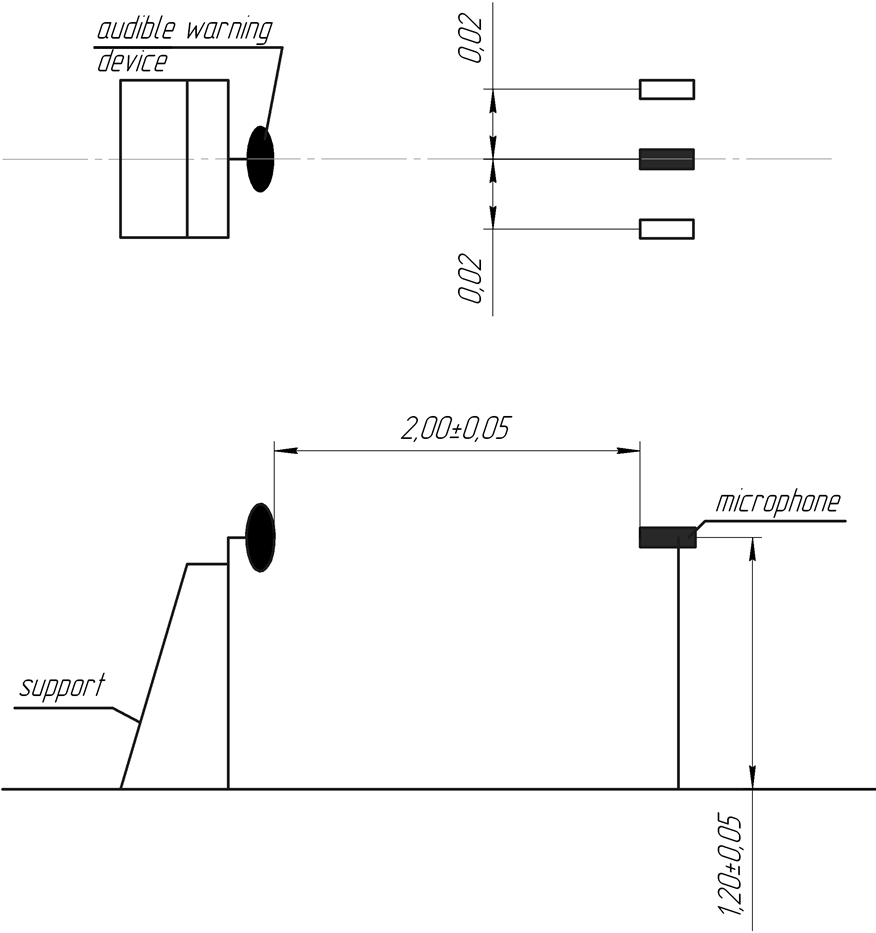 audible warning
device
0,02
0,02
2,00±0,05
microphone
support
1,20±0,05